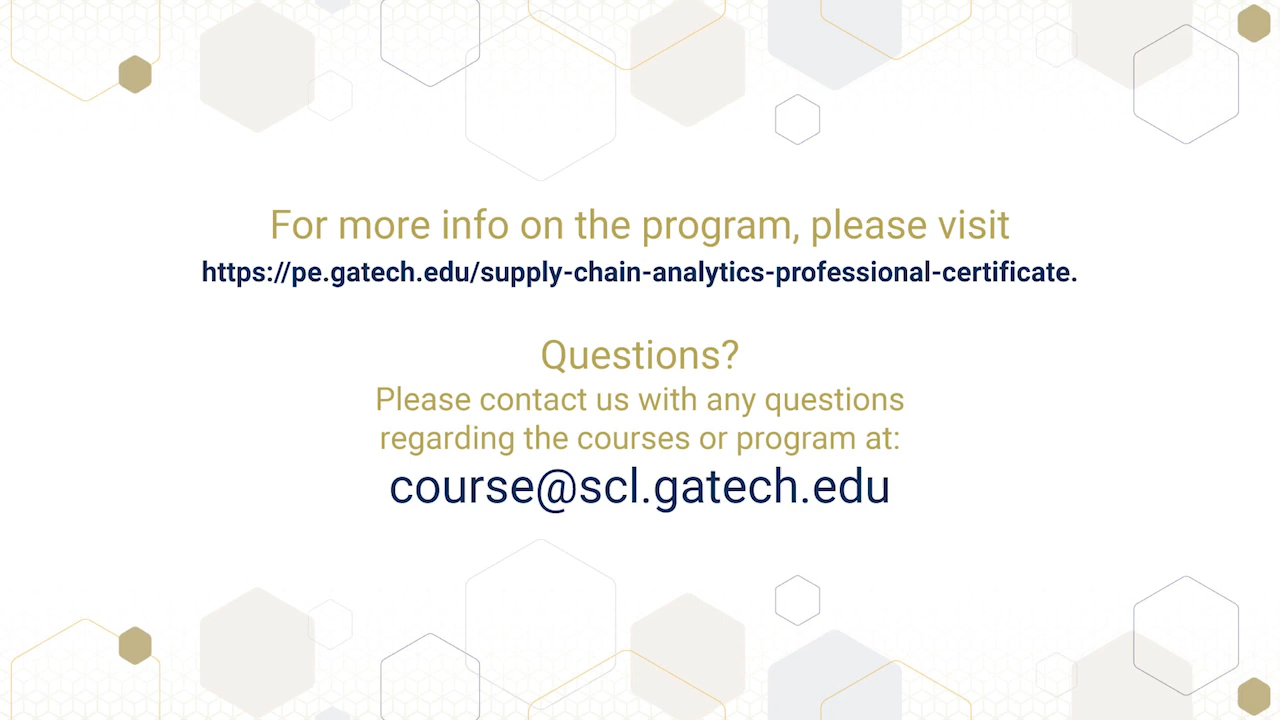 For more info on the program, please visit
https://pe.gatech.edu/supply-chain-analytics-professional-certificate.
Questions?
Please contact us with any questions
regarding the courses or program at:
course@scl.gatech.edu